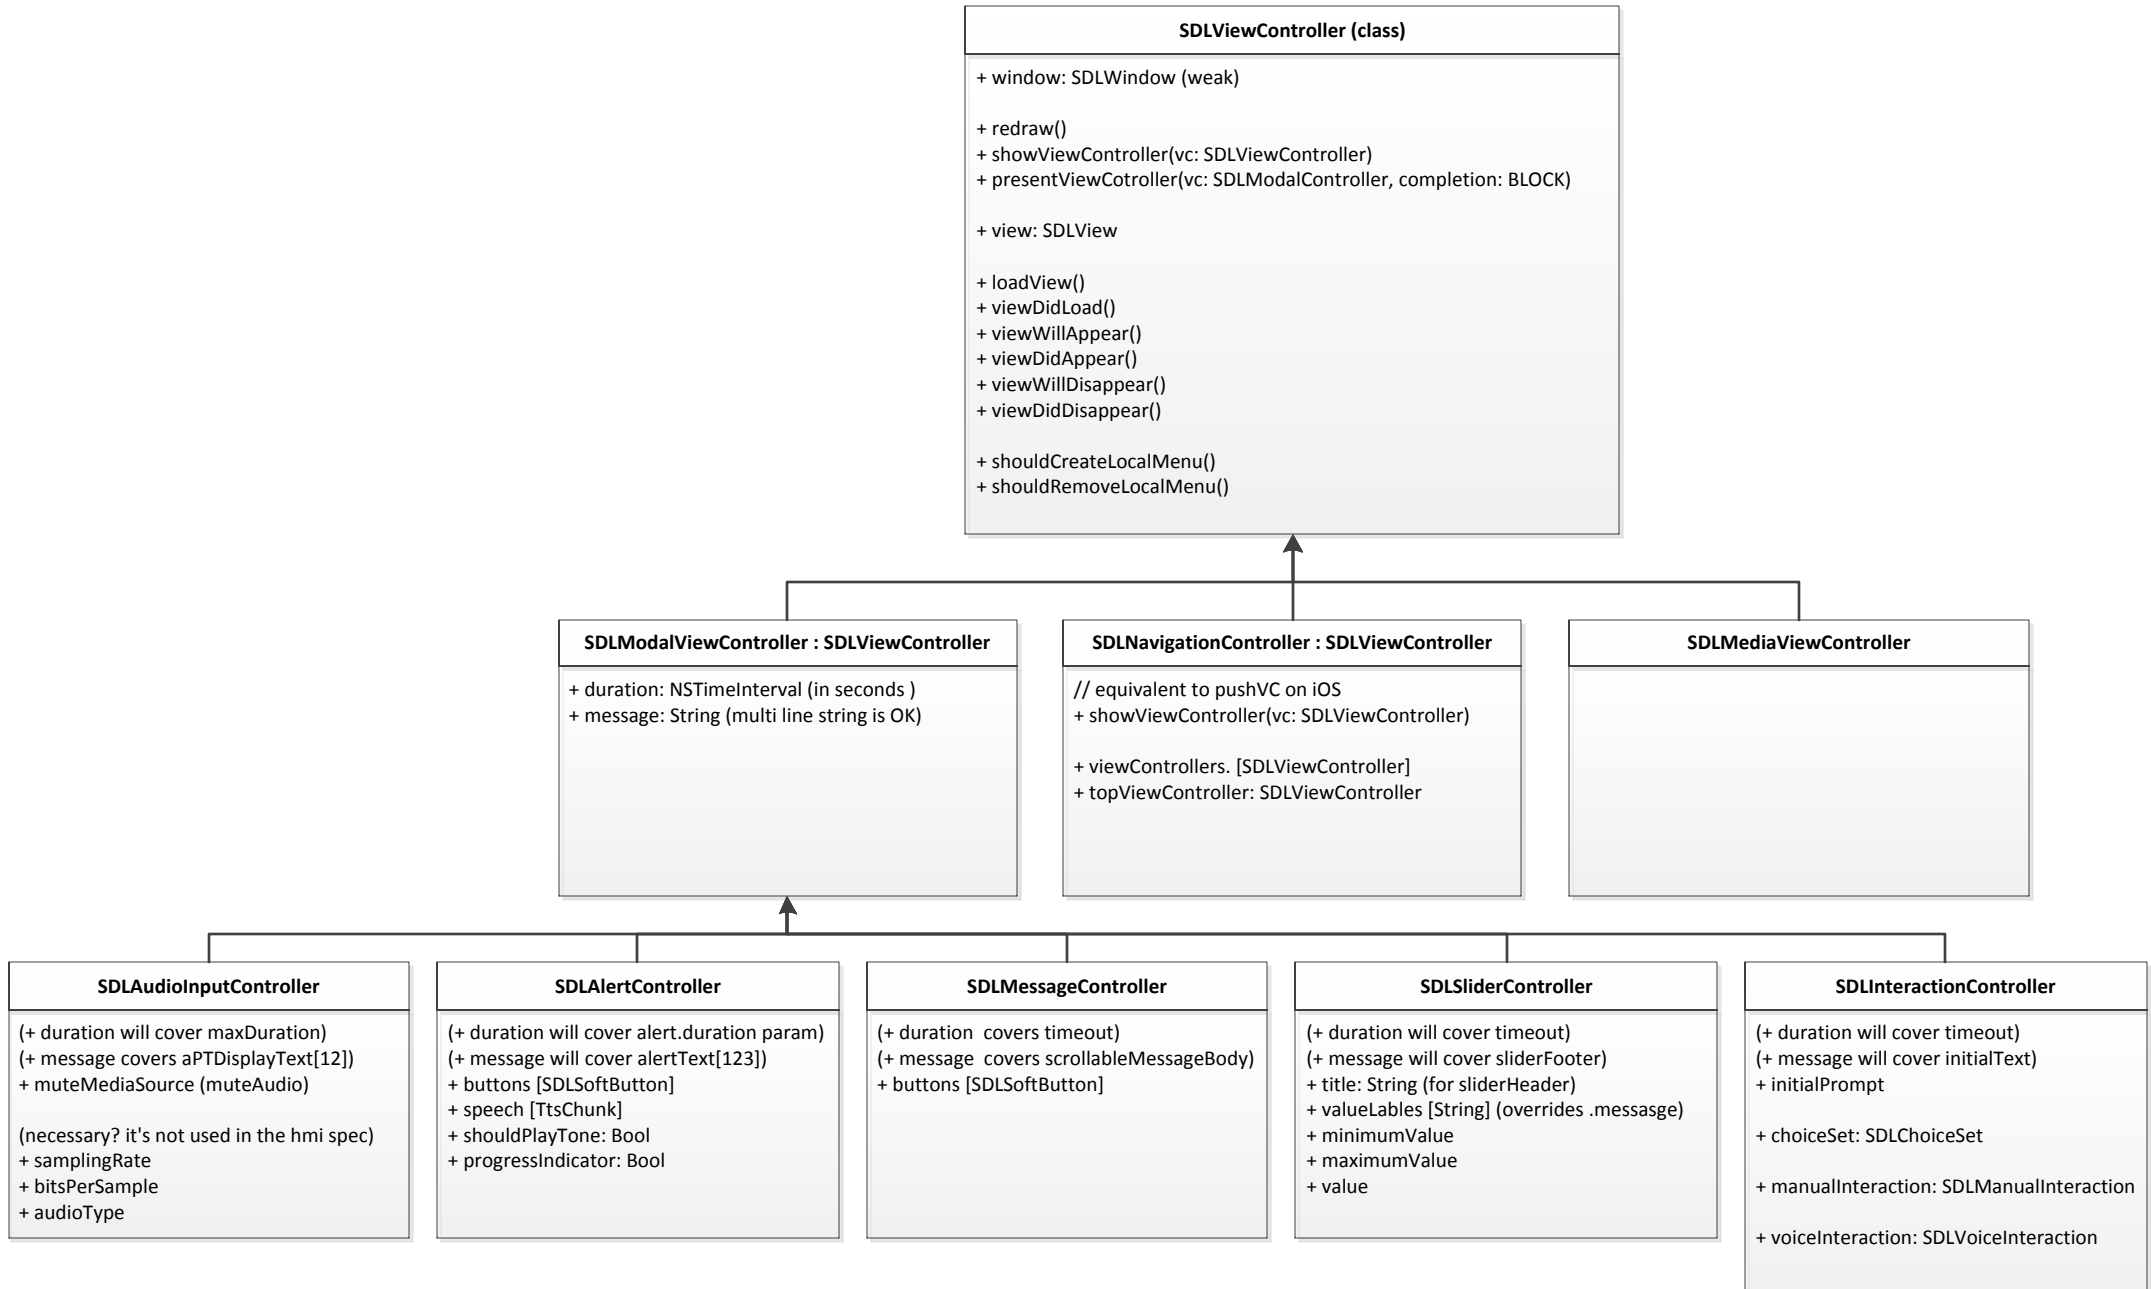 SDLViewController (class)
+ window: SDLWindow (weak)
+ redraw()
+ showViewController(vc: SDLViewController)
+ presentViewCotroller(vc: SDLModalController, completion: BLOCK)
+ view: SDLView
+ loadView()
+ viewDidLoad()
+ viewWillAppear()
+ viewDidAppear()
+ viewWillDisappear()
+ viewDidDisappear()
+ shouldCreateLocalMenu()
+ shouldRemoveLocalMenu()
SDLModalViewController : SDLViewController
+ duration: NSTimeInterval (in seconds )
+ message: String (multi line string is OK)
SDLNavigationController : SDLViewController
// equivalent to pushVC on iOS
+ showViewController(vc: SDLViewController)
+ viewControllers. [SDLViewController]
+ topViewController: SDLViewController
SDLMediaViewController
SDLAudioInputController
(+ duration will cover maxDuration)
(+ message covers aPTDisplayText[12])
+ muteMediaSource (muteAudio)
(necessary? it's not used in the hmi spec)
+ samplingRate
+ bitsPerSample
+ audioType
SDLAlertController
(+ duration will cover alert.duration param)
(+ message will cover alertText[123])
+ buttons [SDLSoftButton]
+ speech [TtsChunk]
+ shouldPlayTone: Bool
+ progressIndicator: Bool
SDLMessageController
(+ duration  covers timeout)
(+ message  covers scrollableMessageBody)
+ buttons [SDLSoftButton]
SDLSliderController
(+ duration will cover timeout)
(+ message will cover sliderFooter)
+ title: String (for sliderHeader)
+ valueLables [String] (overrides .messasge)
+ minimumValue
+ maximumValue
+ value
SDLInteractionController
(+ duration will cover timeout)
(+ message will cover initialText)
+ initialPrompt
+ choiceSet: SDLChoiceSet
+ manualInteraction: SDLManualInteraction
+ voiceInteraction: SDLVoiceInteraction